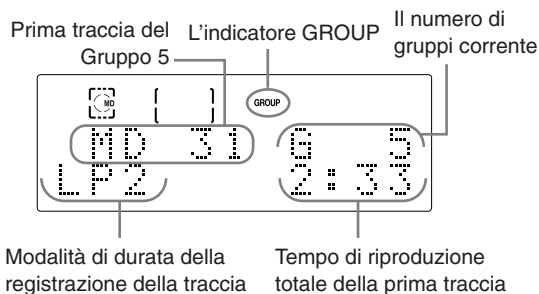 Prima traccia del
Gruppo 5
L'indicatore GROUP
Il numero di
gruppi corrente
MD
GROUP
MD 31
G 5
LP2
2:33
Modalità di durata della
registrazione della traccia
Tempo di riproduzione
totale della prima traccia